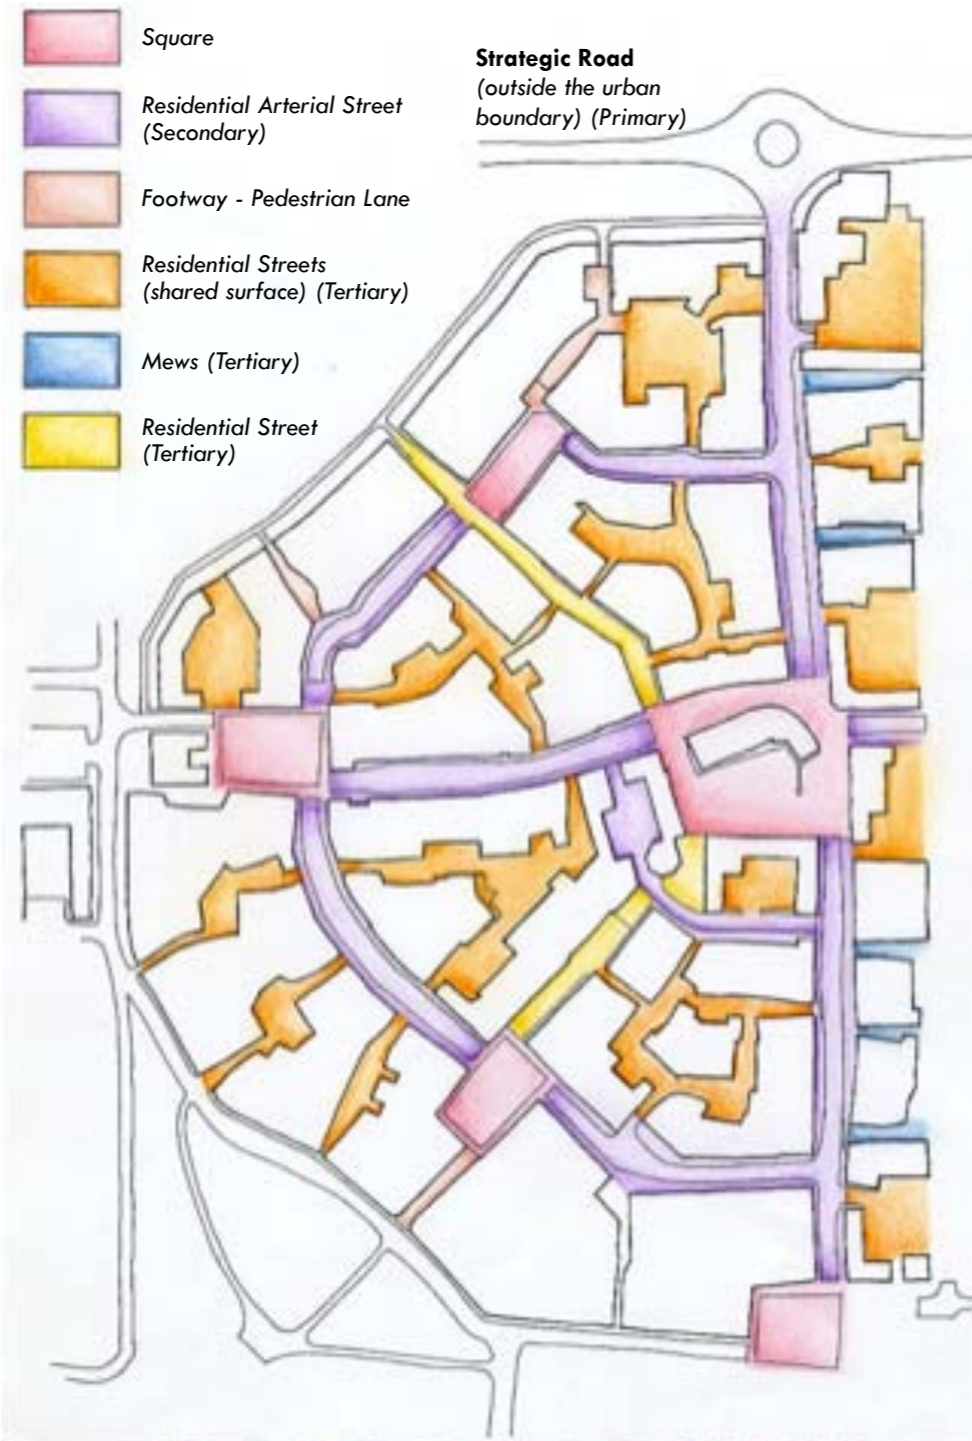 Square
Residential Arterial Street
(Secondary)
Footway - Pedestrian Lane
Residential Streets
(shared surface) (Tertiary)
Mews (Tertiary)
Residential Street
(Tertiary)
Strategic Road
(outside the urban
boundary) (Primary)